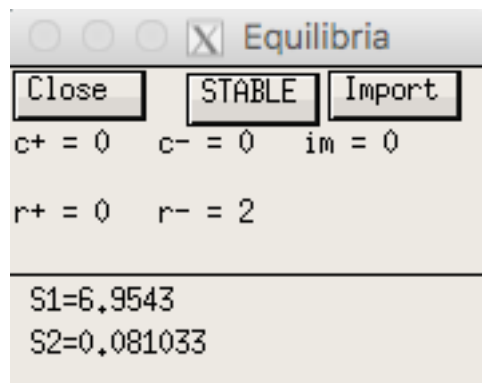 Equilibria
Close STABLE Import
c+ = 0 c- = 0 im = 0
r+ = 0 r- = 2
S1=6.9543
S2=0.081033